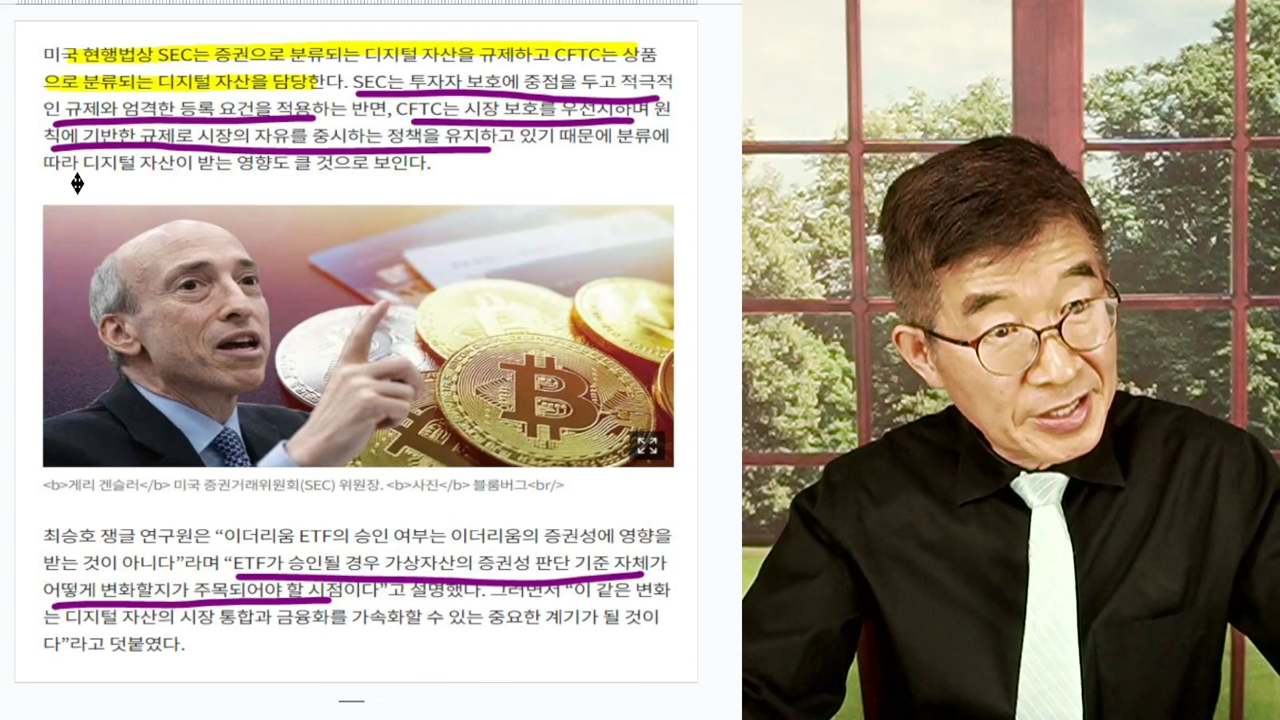 미국 현행법상 SEC는 증권으로 분류되는 디지털 자산을 규제하고 CFTC는 상품
으로 분류되는 디지털 자산을 담당한다. SEC는 투자자 보호에 중점을 두고 적극적
인 규제와 엄격한 등록 요건을 적용하는 반면, CFTC는 시장 보호를 우선시하며 원
칙에 기반한 규제로 시장의 자유를 중시하는 정책을 유지하고 있기 때문에 분류에
따라 디지털 자산이 받는 영향도 클 것으로 보인다.
<b>게리 겐슬러</b> 미국 증권거래위원회(SEC) 위원장. <b>사진</b> 블룸버그<br/>
최승호 쟁글 연구원은 “이더리움 ETF의 승인 여부는 이더리움의 증권성에 영향을
받는 것이 아니다”라며 “ETF가 승인될 경우 가상자산의 증권성 판단 기준 자체가
어떻게 변화할지가 주목되어야 할 시점이다”고 설명했다. 그러면서 “이 같은 변화
는 디지털 자산의 시장 통합과 금융화를 가속화할 수 있는 중요한 계기가 될 것이
다”라고 덧붙였다.